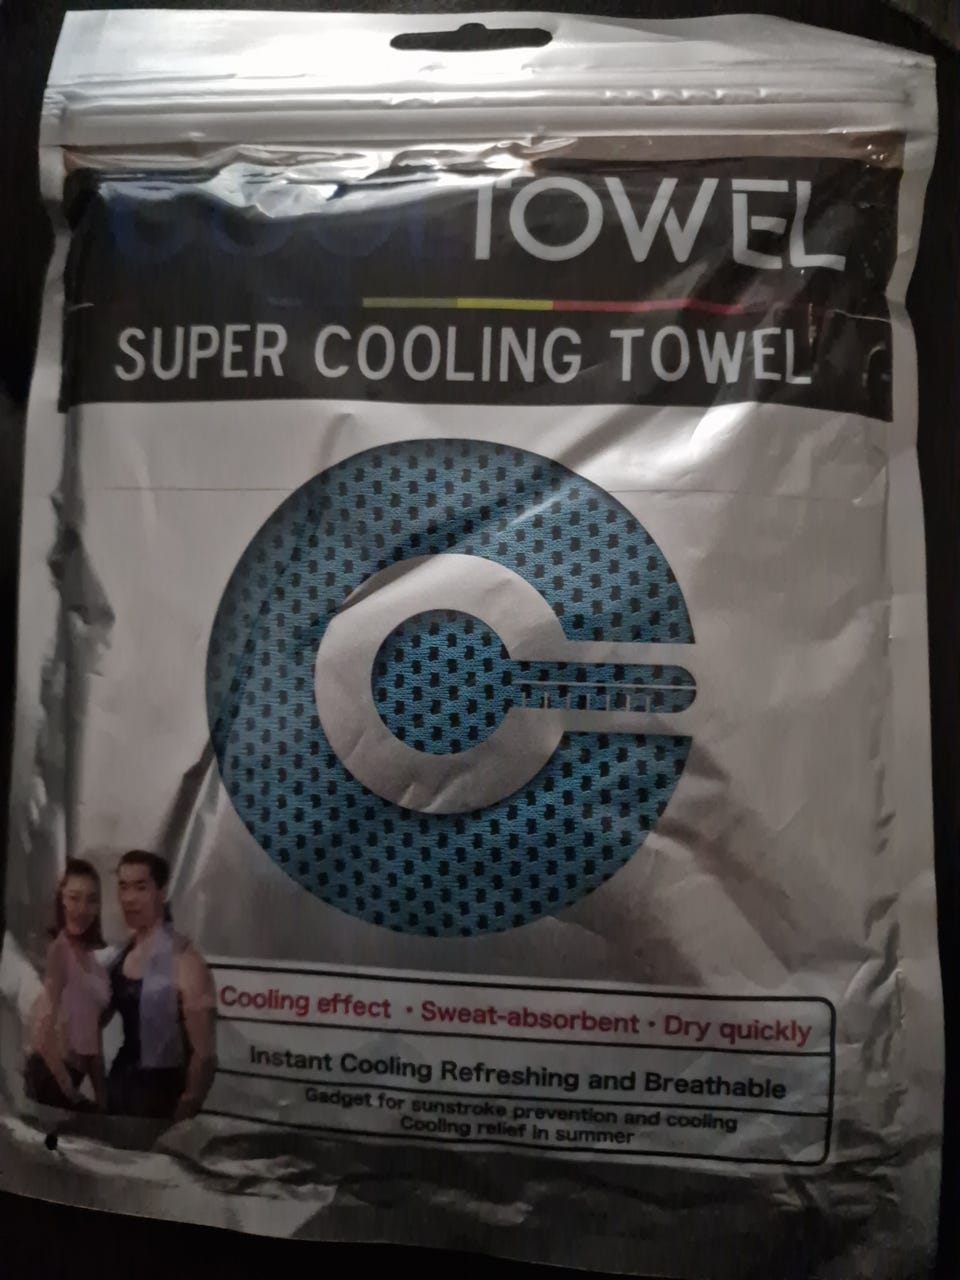 COOL TOWEL
SUPER COOLING TOWEL
Cooling effect · Sweat-absorbent · Dry quickly
Instant Cooling Refreshing and Breathable
Gadget for sunstroke prevention and cooling
Cooling relief in summer